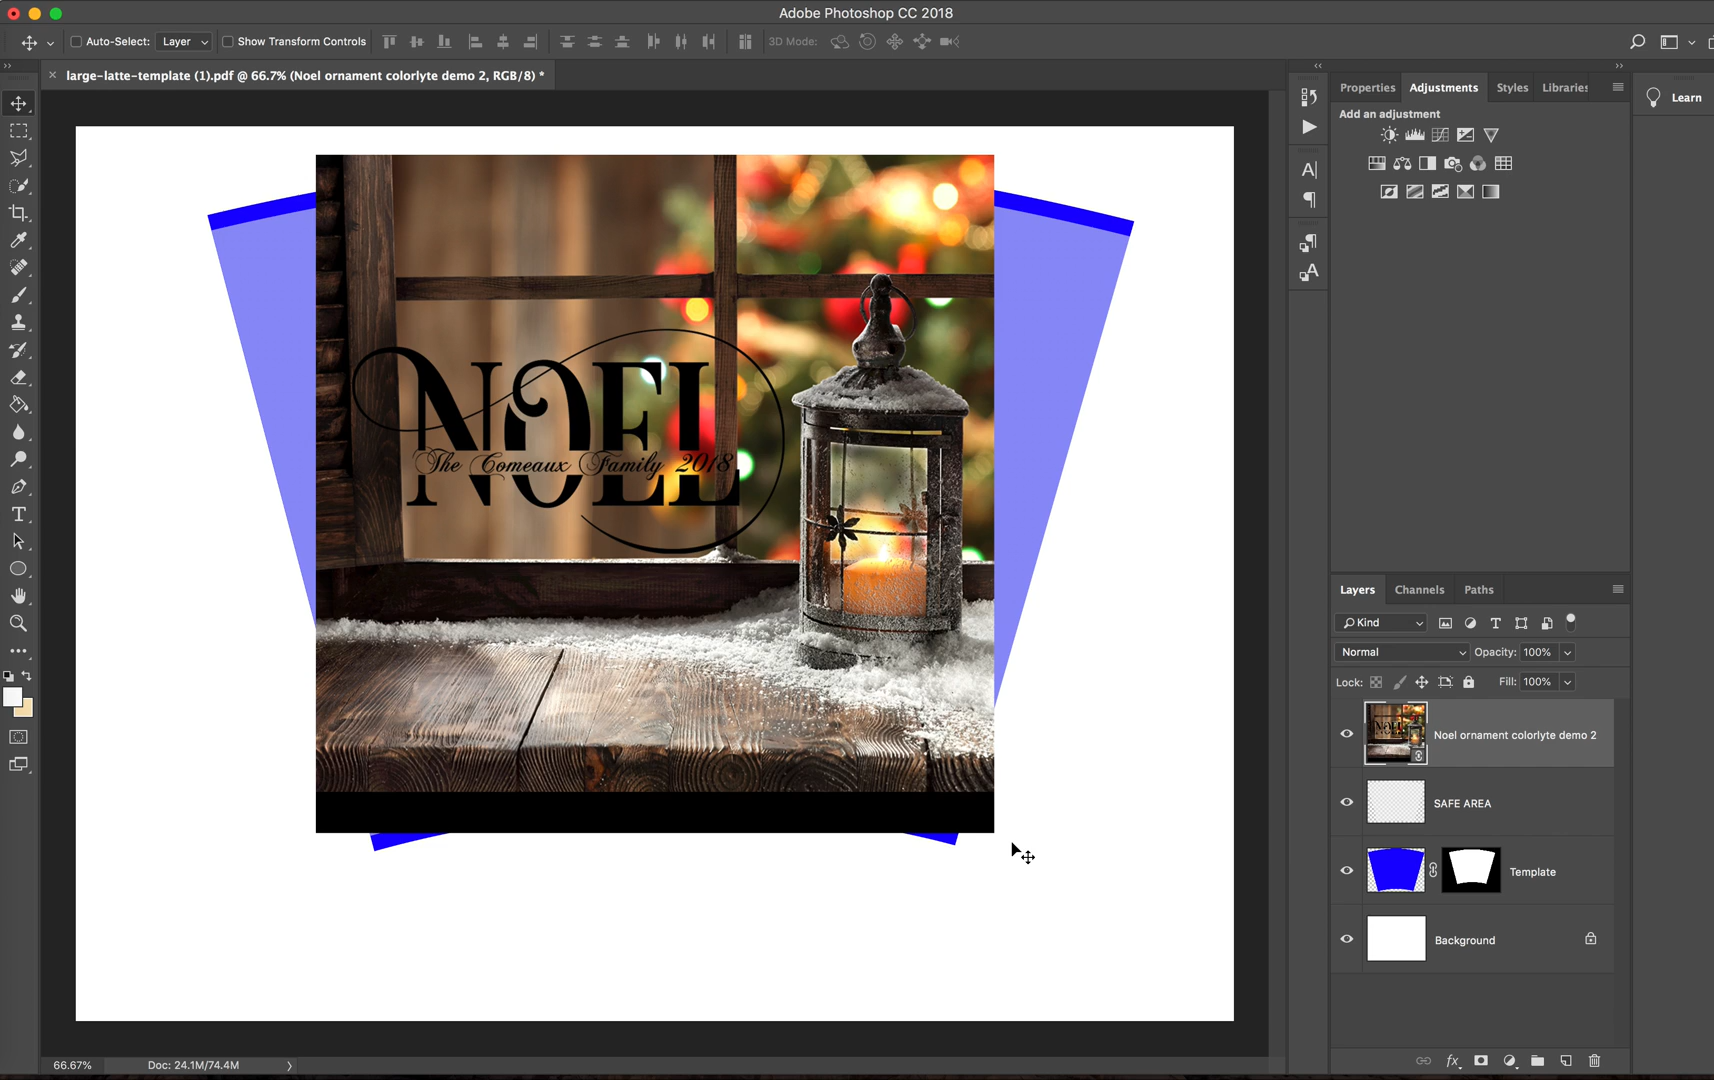 Adobe Photoshop CC 2018
Auto-Select: Layer Show Transform Controls 3D Mode:
large-latte-template (1).pdf @ 66.7% (Noel ornament colorlyte demo 2, RGB/8) *
Properties Adjustments Styles Libraries
Learn
Add an adjustment
NOEL
The Comeaux Family 2018
Layers Channels Paths
Kind
Normal Opacity: 100%
Lock: Fill: 100%
Noel ornament colorlyte demo 2
SAFE AREA
Template
Background
66.67% Doc: 24.1M/74.4M
fx